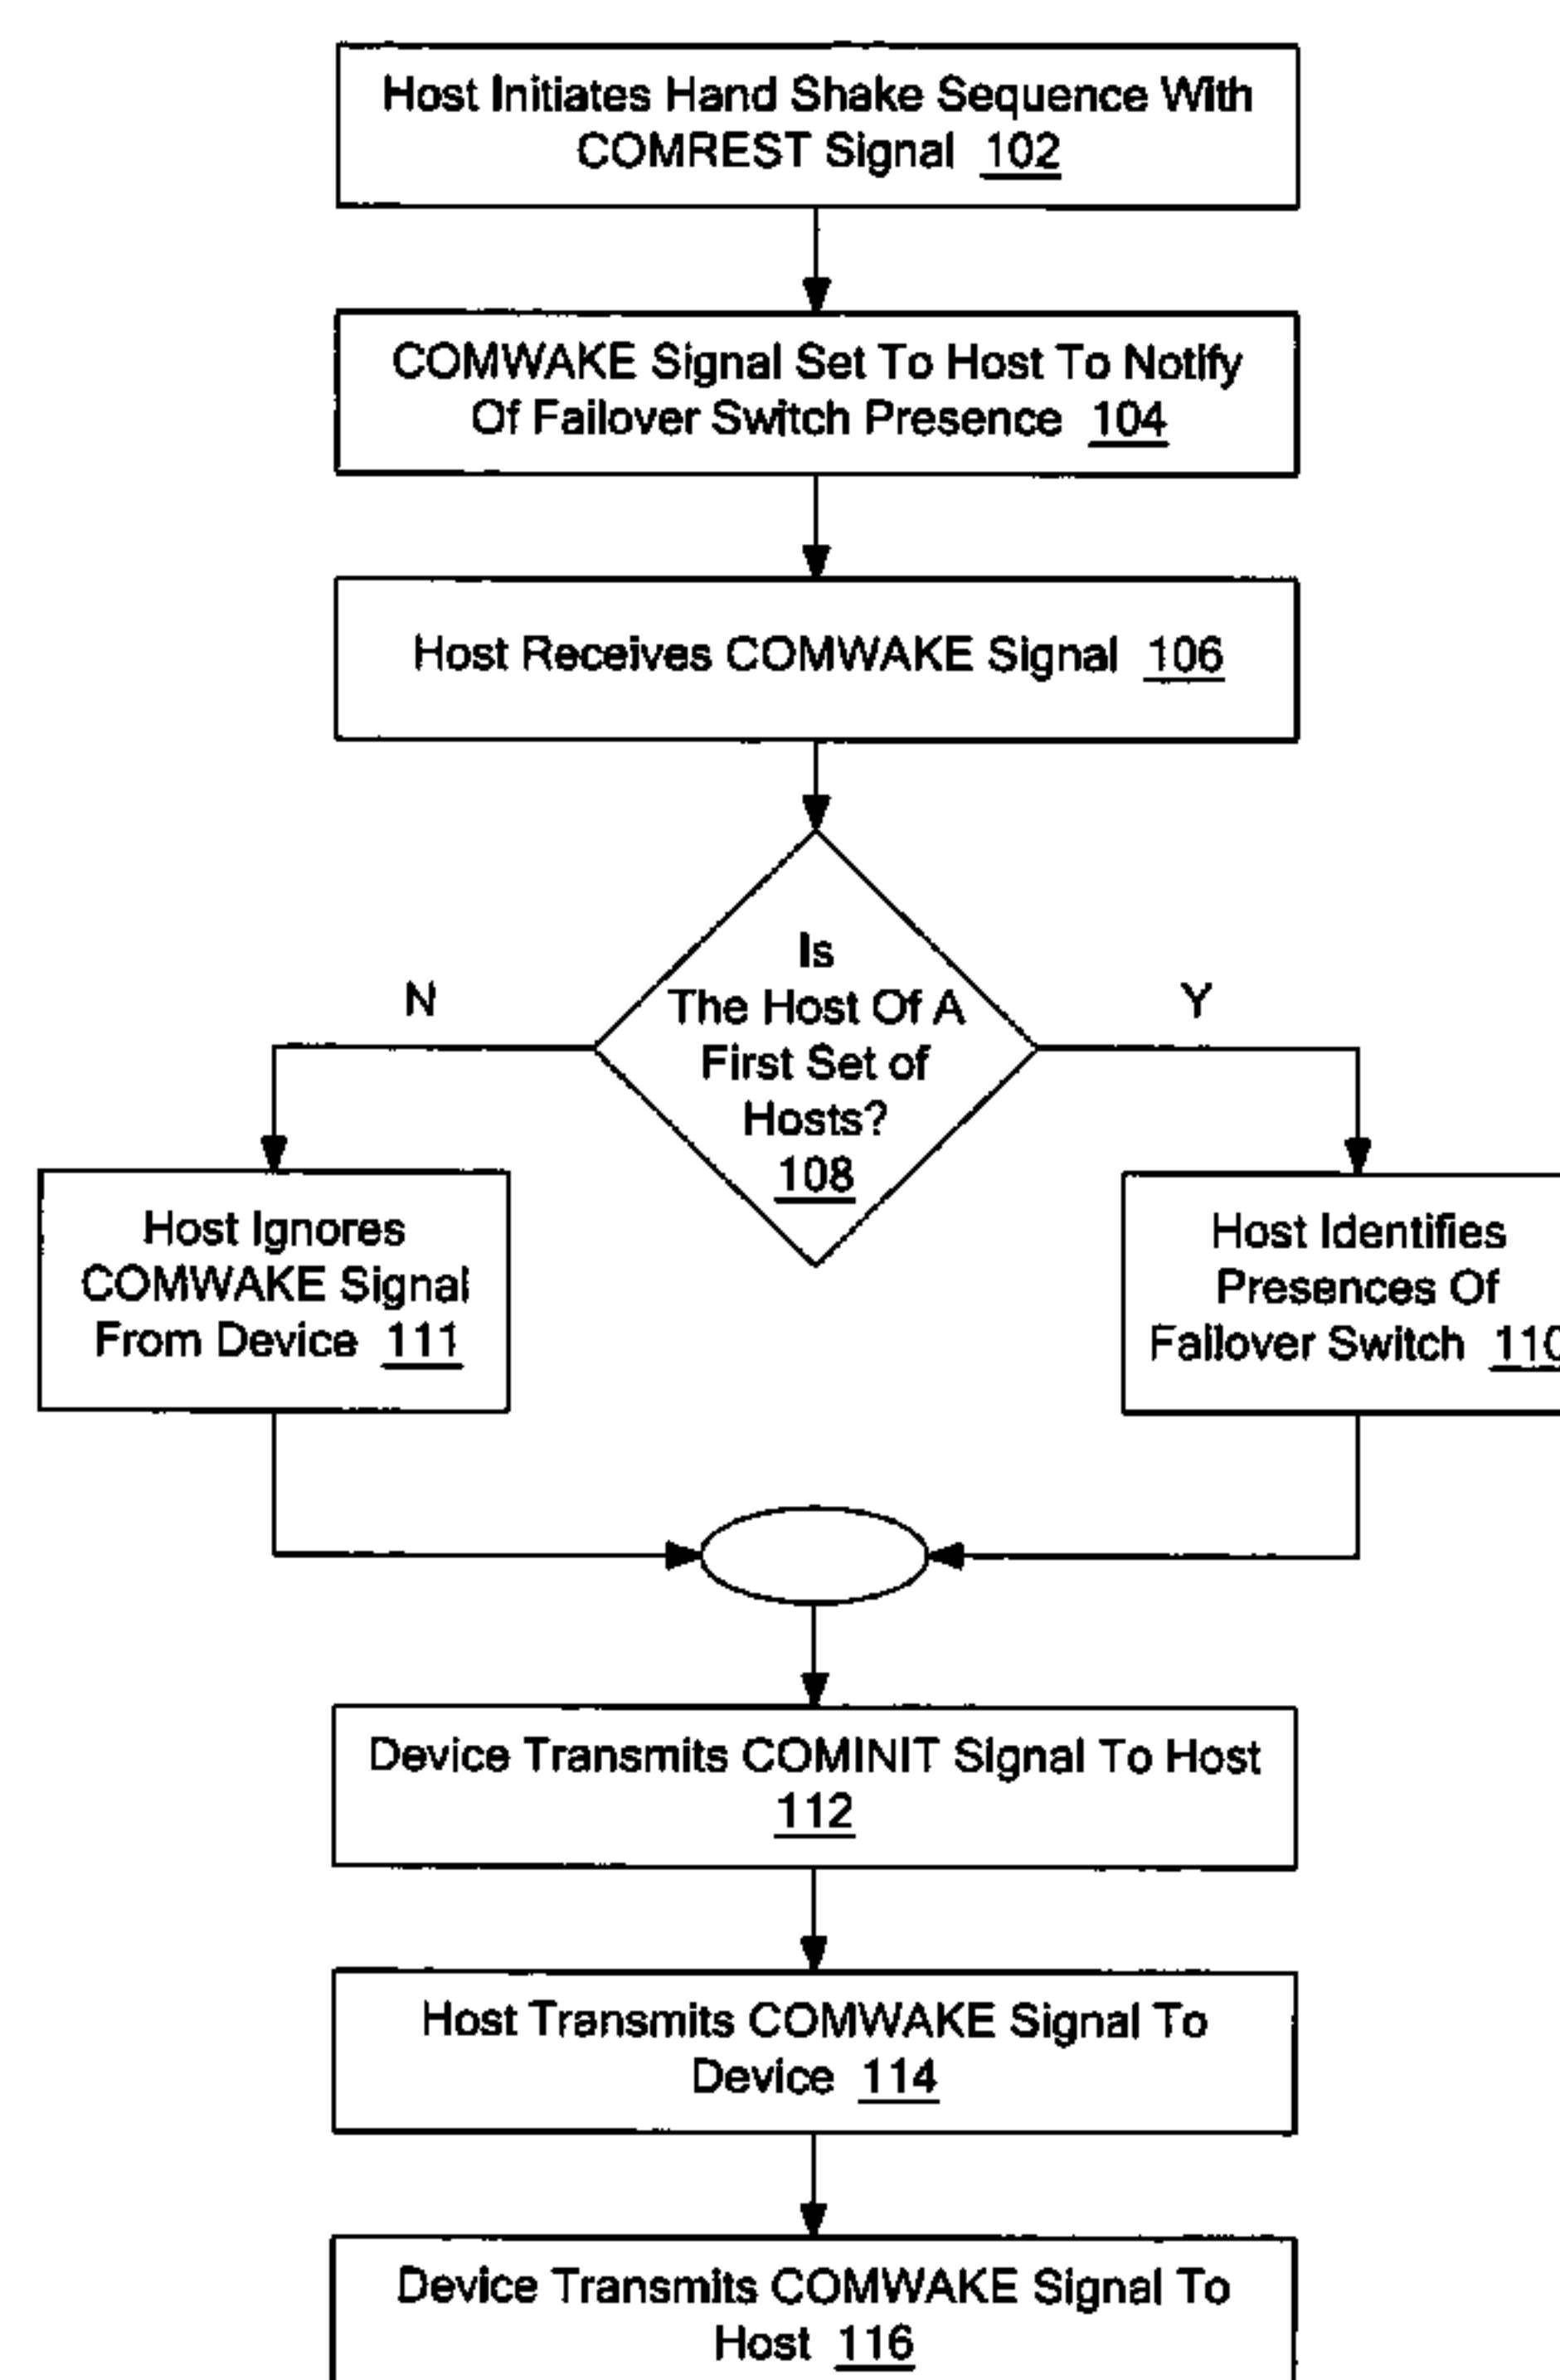 Host Initiates Hand Shake Sequence With
COMREST Signal 102
COMWAKE Signal Set To Host To Notify
Of Failover Switch Presence 104
Host Receives COMWAKE Signal 106
Is
The Host Of A
First Set of
Hosts?
108
N
Y
Host Ignores
COMWAKE Signal
From Device 111
Host Identifies
Presences Of
Failover Switch 110
Device Transmits COMINIT Signal To Host
112
Host Transmits COMWAKE Signal To
Device 114
Device Transmits COMWAKE Signal To
Host 116